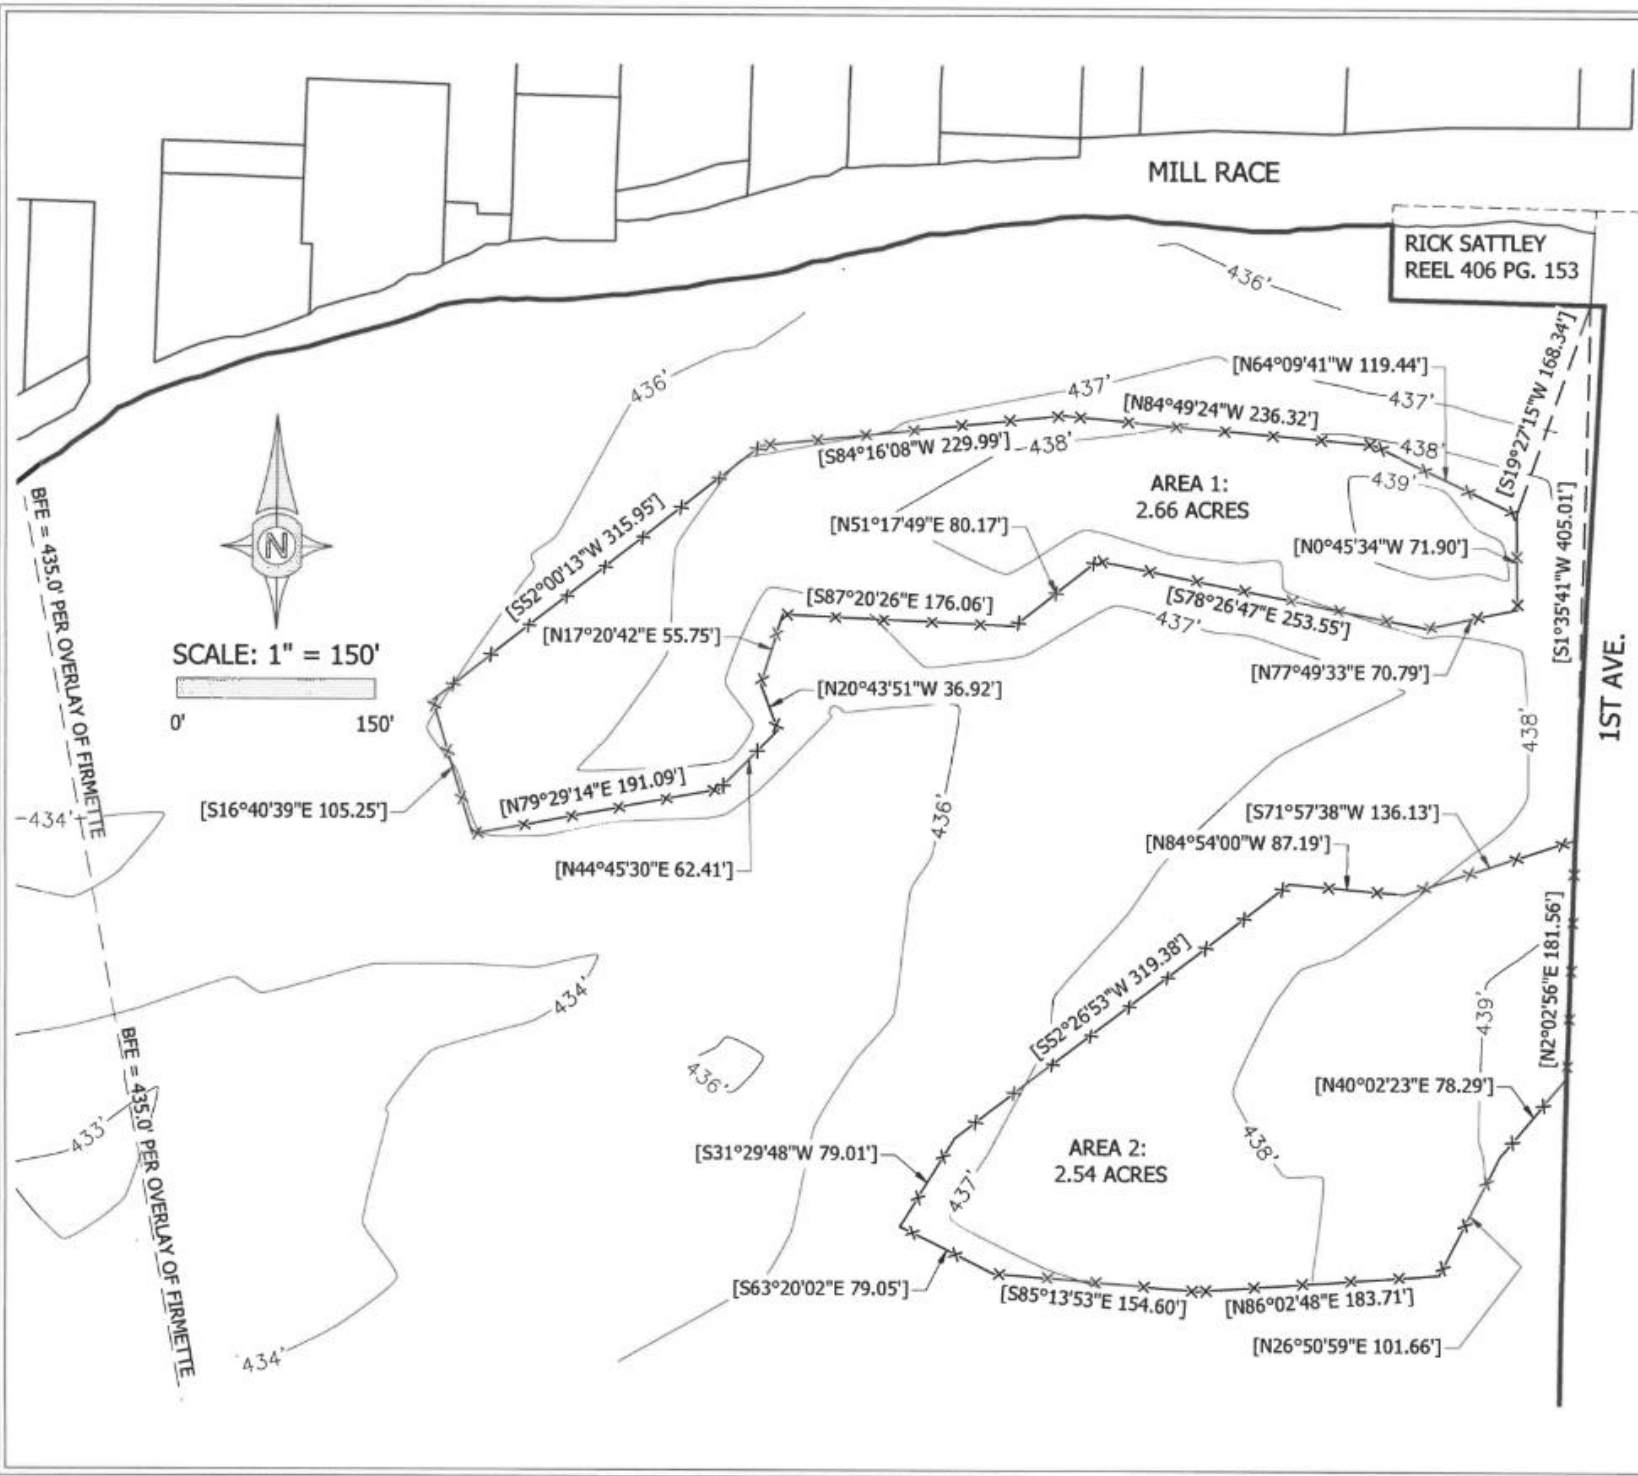 MILL RACE
RICK SATTLEY
REEL 406 PG. 153
436'
[N64°09'41"W 119.44']
[S19°27'15"W 168.34']
436'
437'
437'
[N84°49'24"W 236.32']
438'
438'
[S84°16'08"W 229.99']
439'
AREA 1:
2.66 ACRES
[S1°35'41"W 405.01']
[N51°17'49"E 80.17']
[N0°45'34"W 71.90']
BFE = 435.0' PER OVERLAY OF FIRMETTE
N
[S52°00'13"W 315.95']
[S87°20'26"E 176.06']
[S78°26'47"E 253.55']
437'
[N17°20'42"E 55.75']
[N77°49'33"E 70.79']
SCALE: 1" = 150'
0' 150'
[N20°43'51"W 36.92']
1ST AVE.
438'
[S16°40'39"E 105.25']
[N79°29'14"E 191.09']
434'
436'
[S71°57'38"W 136.13']
[N84°54'00"W 87.19']
[N44°45'30"E 62.41']
[N2°02'56"E 181.56']
434'
[S52°26'53"W 319.38']
439'
BFE = 435.0' PER OVERLAY OF FIRMETTE
436'
[N40°02'23"E 78.29']
433'
438'
AREA 2:
2.54 ACRES
[S31°29'48"W 79.01']
437'
[S63°20'02"E 79.05']
[S85°13'53"E 154.60']
[N86°02'48"E 183.71']
[N26°50'59"E 101.66']
434'